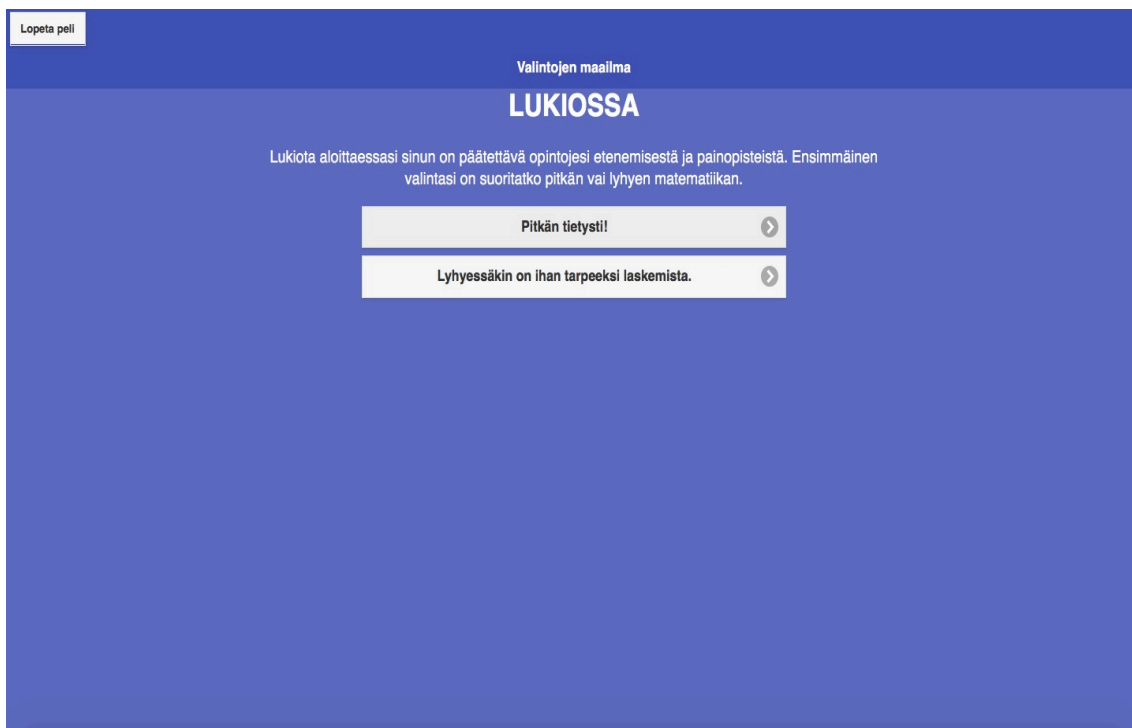 Lopeta peli
Valintojen maailma
LUKIOSSA
Lukiota aloittaessasi sinun on päätettävä opintojesi etenemisestä ja painopisteistä. Ensimmäinen
valintasi on suoritatko pitkän vai lyhyen matematiikan.
Pitkän tietysti!
Lyhyessäkin on ihan tarpeeksi laskemista.